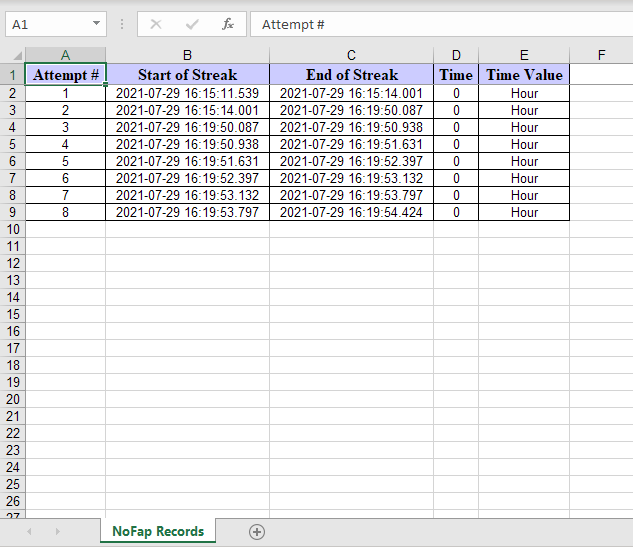 A1 fx Attempt #
A B C D E F
1 Attempt # Start of Streak End of Streak Time Time Value
2 1 2021-07-29 16:15:11.539 2021-07-29 16:15:14.001 0 Hour
3 2 2021-07-29 16:15:14.001 2021-07-29 16:19:50.087 0 Hour
4 3 2021-07-29 16:19:50.087 2021-07-29 16:19:50.938 0 Hour
5 4 2021-07-29 16:19:50.938 2021-07-29 16:19:51.631 0 Hour
6 5 2021-07-29 16:19:51.631 2021-07-29 16:19:52.397 0 Hour
7 6 2021-07-29 16:19:52.397 2021-07-29 16:19:53.132 0 Hour
8 7 2021-07-29 16:19:53.132 2021-07-29 16:19:53.797 0 Hour
9 8 2021-07-29 16:19:53.797 2021-07-29 16:19:54.424 0 Hour
10
11
12
13
14
15
16
17
18
19
20
21
22
23
24
25
26
27
NoFap Records